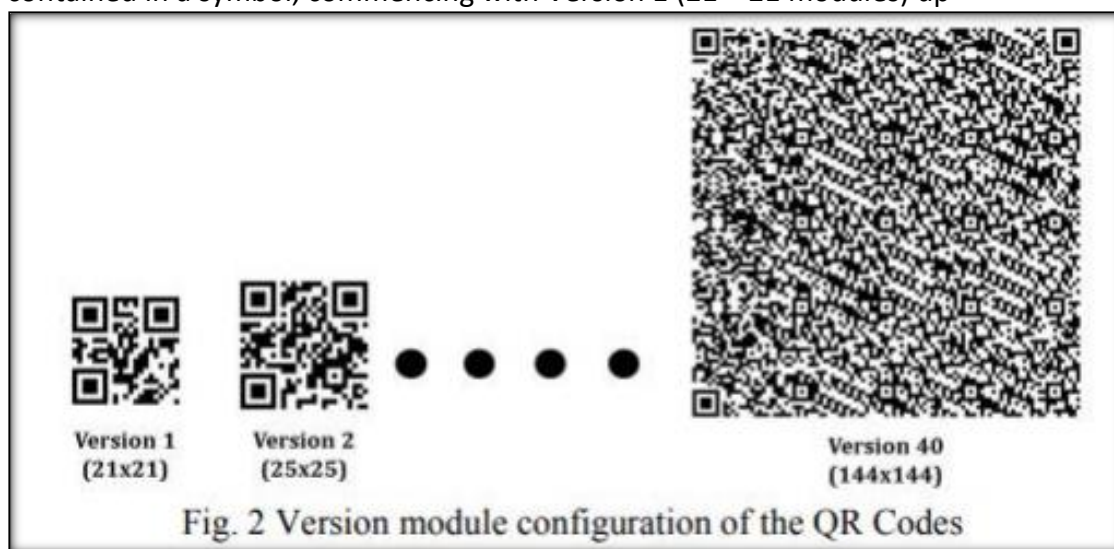 contained in a symbol, commencing with Version 1 (21 × 21 modules) up
Version 1
(21x21)
Version 2
(25x25)
Version 40
(144x144)
Fig. 2 Version module configuration of the QR Codes